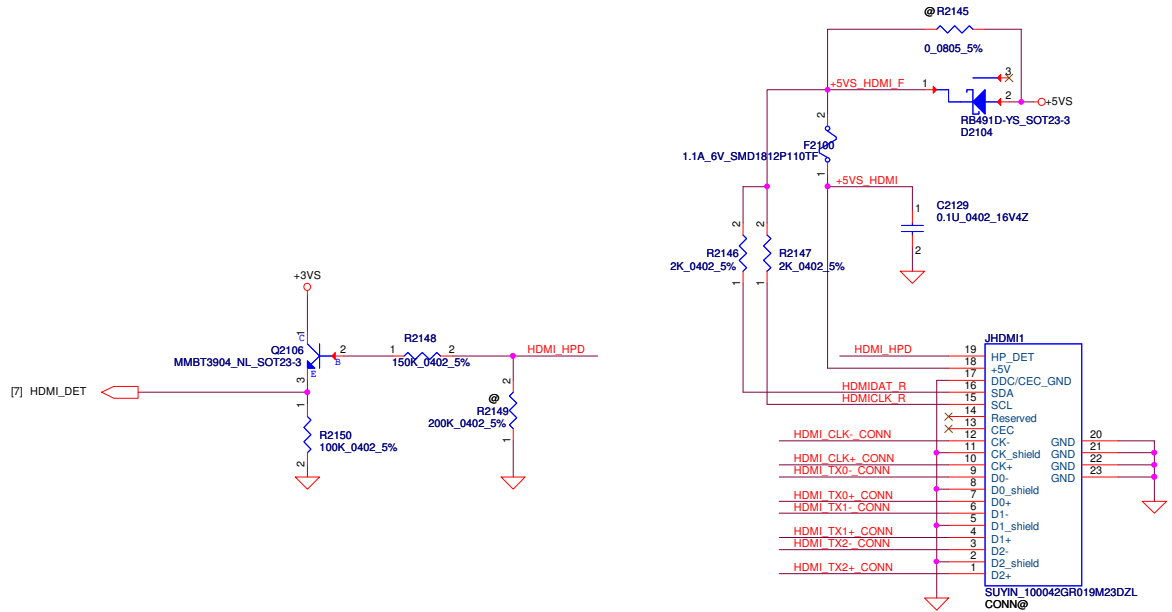 @ R2145
0_0805_5%
+5VS_HDMI_F
1
3
2
+5VS
RB491D-YS_SOT23-3
D2104
2
F2100
1.1A_6V_SMD1812P110TF
1
+5VS_HDMI
1
C2129
0.1U_0402_16V4Z
2
2
2
R2146
2K_0402_5%
R2147
2K_0402_5%
1
1
+3VS
1
C
Q2106
MMBT3904_NL_SOT23-3
2
B
E
3
1
R2148
2
150K_0402_5%
HDMI_HPD
[7] HDMI_DET
1
R2150
100K_0402_5%
2
2
@
R2149
200K_0402_5%
1
JHDMI1
HDMI_HPD 19 HP_DET
18 +5V
17 DDC/CEC_GND
HDMIDAT_R 16 SDA
HDMICLK_R 15 SCL
14 Reserved
13 CEC
HDMI_CLK-_CONN 12 CK-
11 CK_shield
HDMI_CLK+_CONN 10 CK+
HDMI_TX0-_CONN 9 D0-
8 D0_shield
HDMI_TX0+_CONN 7 D0+
HDMI_TX1-_CONN 6 D1-
5 D1_shield
HDMI_TX1+_CONN 4 D1+
HDMI_TX2-_CONN 3 D2-
2 D2_shield
HDMI_TX2+_CONN 1 D2+
GND 20
GND 21
GND 22
GND 23
SUYIN_100042GR019M23DZL
CONN@